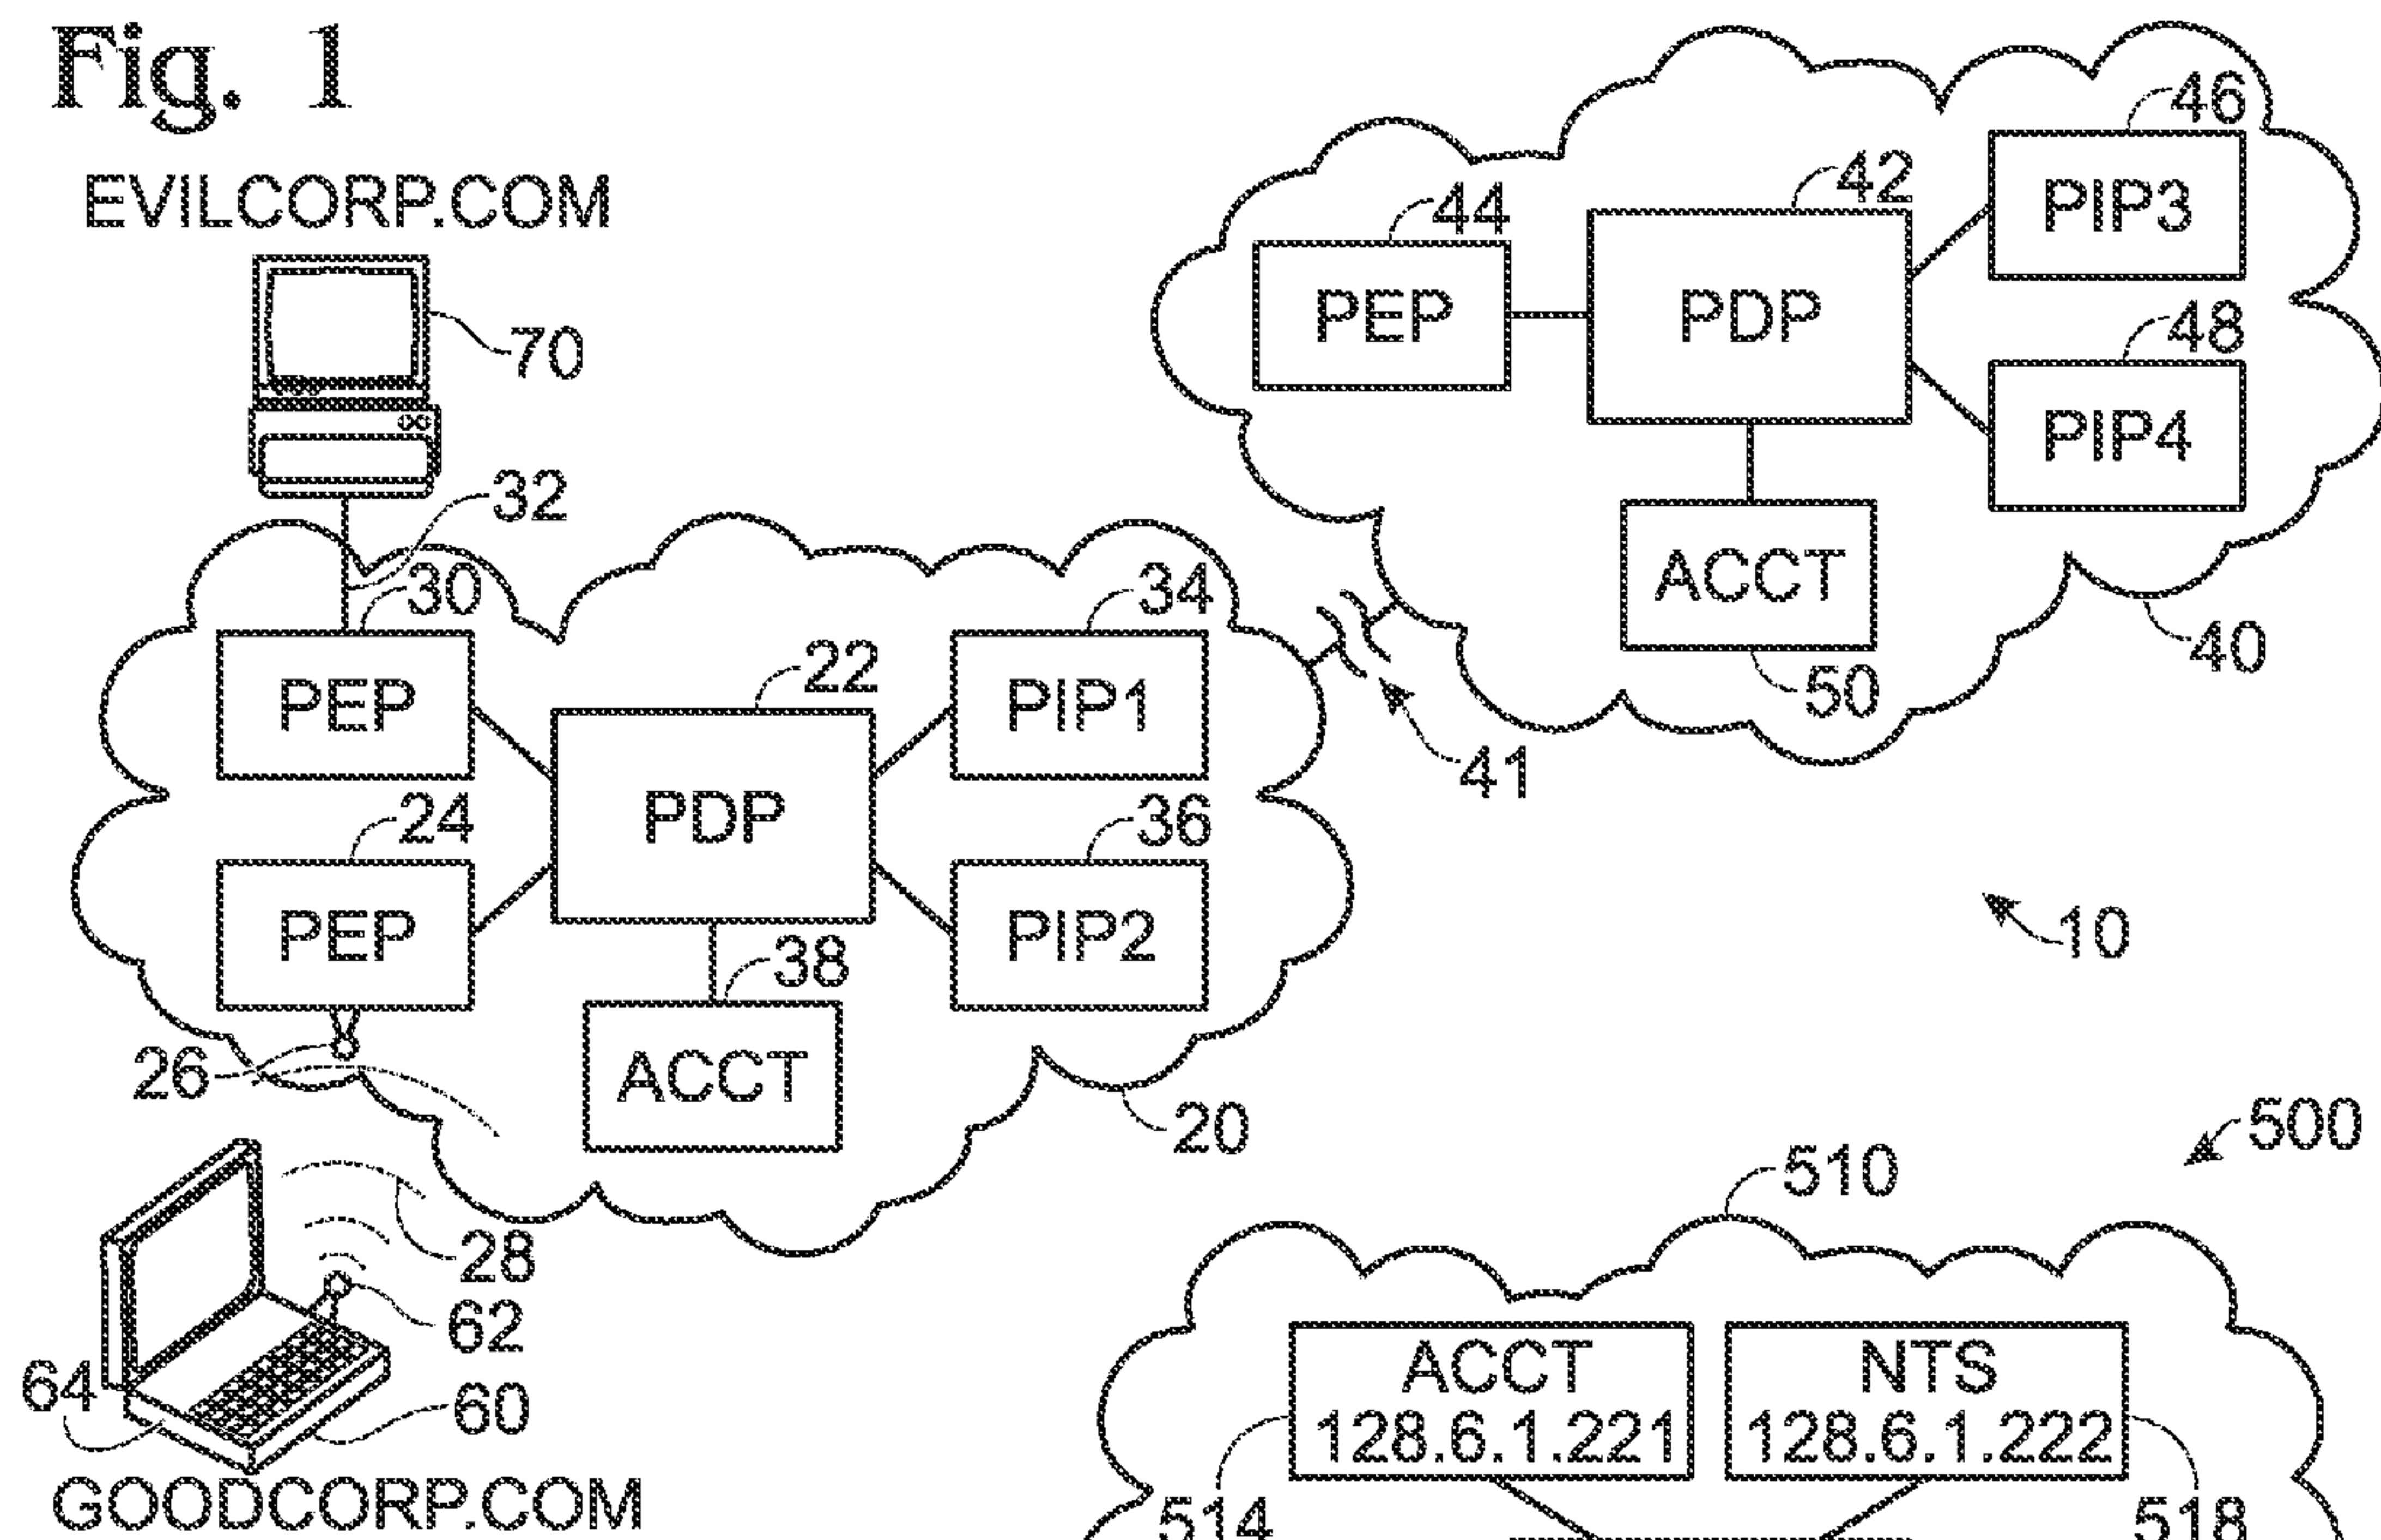 Fig. 1
EVILCORP.COM
70
32
30
PEP
24
PEP
26
22
PDP
38
ACCT
34
PIP1
36
PIP2
20
28
62
64
60
GOODCORP.COM
44
PEP
42
PDP
46
PIP3
48
PIP4
ACCT
50
40
41
10
500
510
ACCT
128.6.1.221
NTS
128.6.1.222
514
518